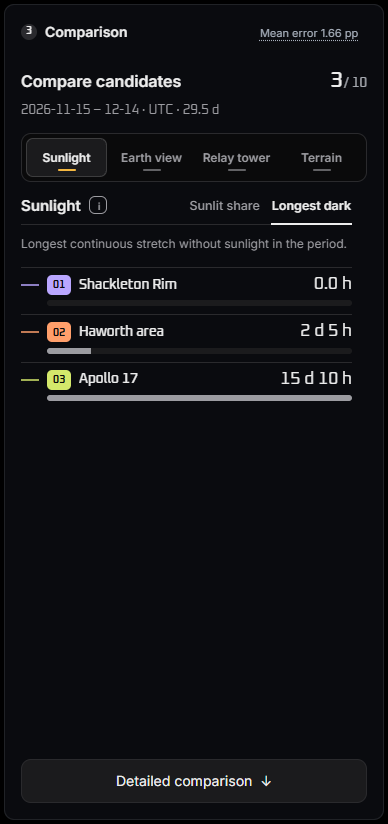 3 Comparison Mean error 1.66 pp
Compare candidates 3 / 10
2026-11-15 – 12-14 · UTC · 29.5 d
Sunlight Earth view Relay tower Terrain
Sunlight i Sunlit share Longest dark
Longest continuous stretch without sunlight in the period.
01 Shackleton Rim 0.0 h
02 Haworth area 2 d 5 h
03 Apollo 17 15 d 10 h
Detailed comparison ↓